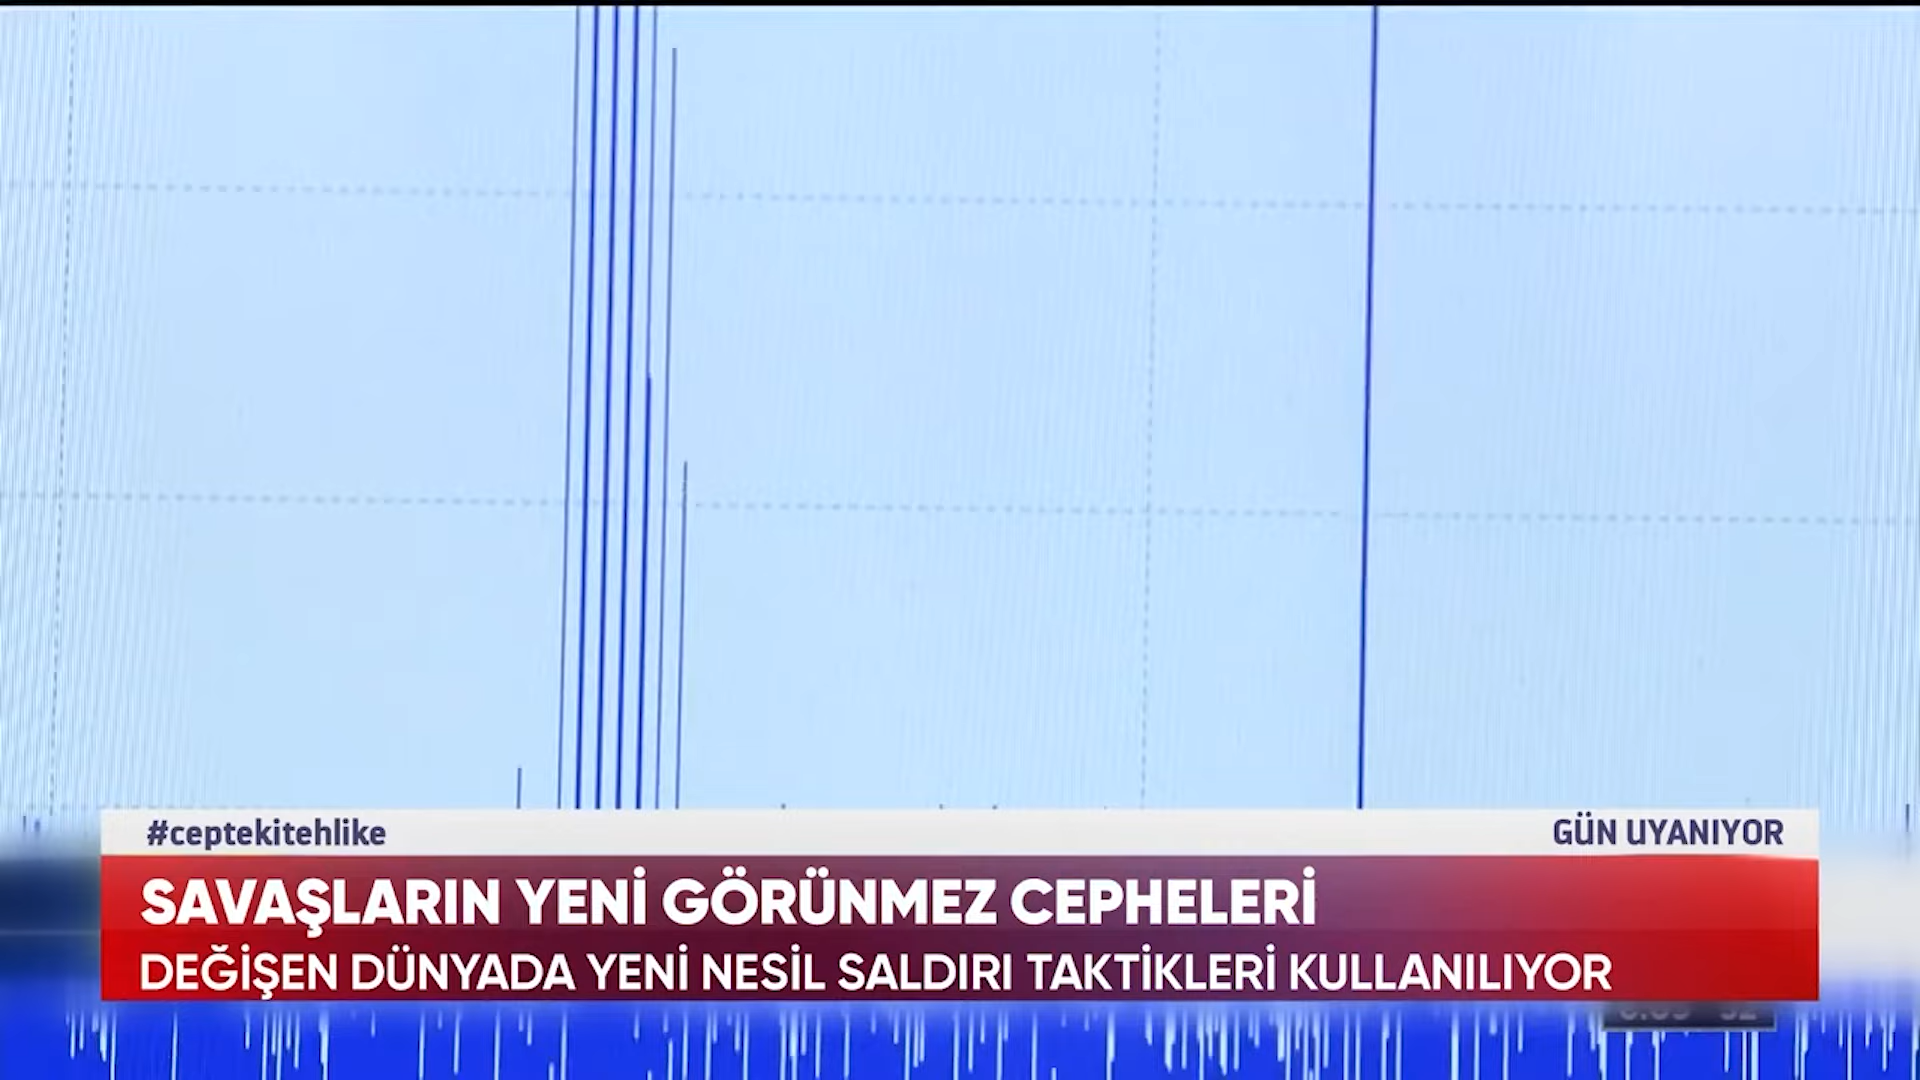 #ceptekitehlike
GÜN UYANIYOR
SAVAŞLARIN YENİ GÖRÜNMEZ CEPHELERİ
DEĞİŞEN DÜNYADA YENİ NESİL SALDIRI TAKTİKLERİ KULLANILIYOR